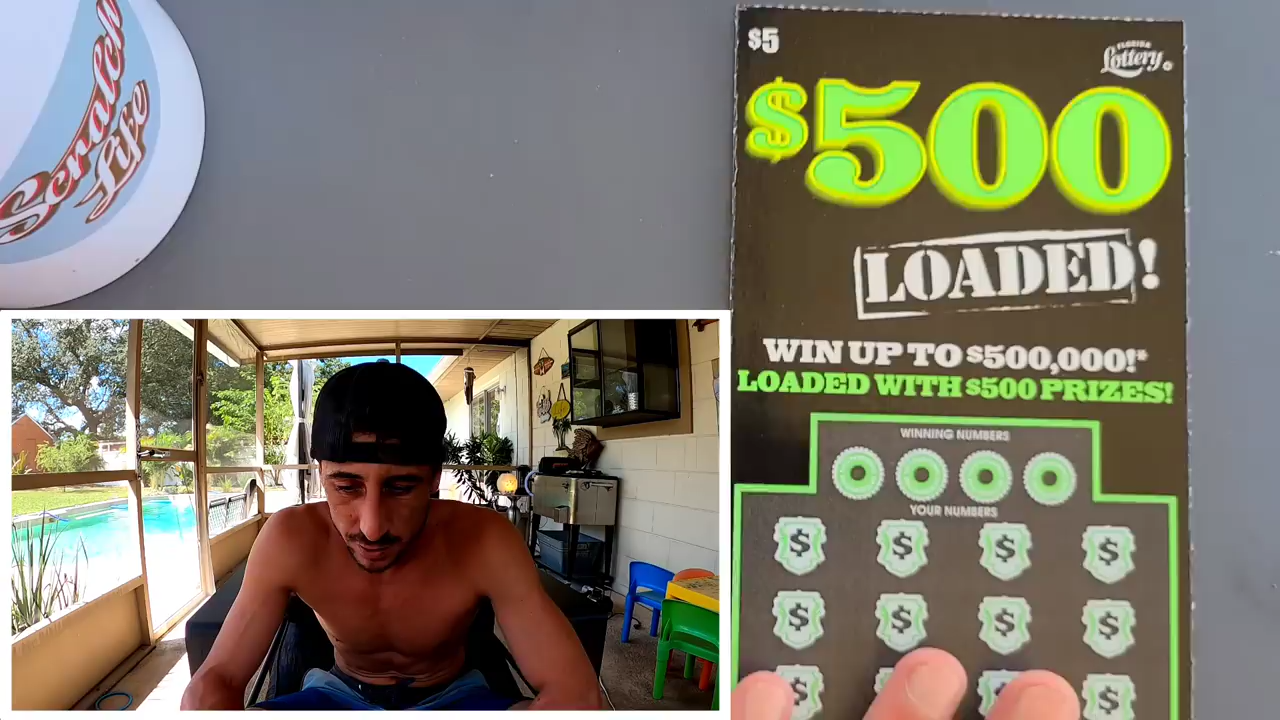 Scratch
Life
$5
FLORIDA
Lottery
$500
LOADED!
WIN UP TO $500,000!*
LOADED WITH $500 PRIZES!
WINNING NUMBERS
YOUR NUMBERS
$ $ $ $
$ $ $ $
$ $ $